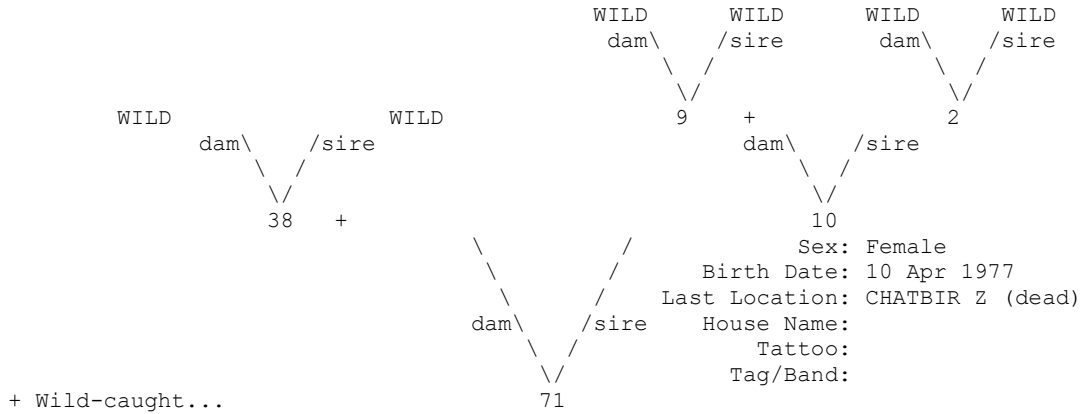 WILD WILD WILD WILD
dam\ /sire dam\ /sire
\ / \ /
\/ \/
WILD WILD 9 + 2
dam\ /sire dam\ /sire
\ / \ /
\/ \/
38 + 10
\ / Sex: Female
\ / Birth Date: 10 Apr 1977
\ / Last Location: CHATBIR Z (dead)
dam\ /sire House Name:
\ / Tattoo:
\/ Tag/Band:
+ Wild-caught... 71